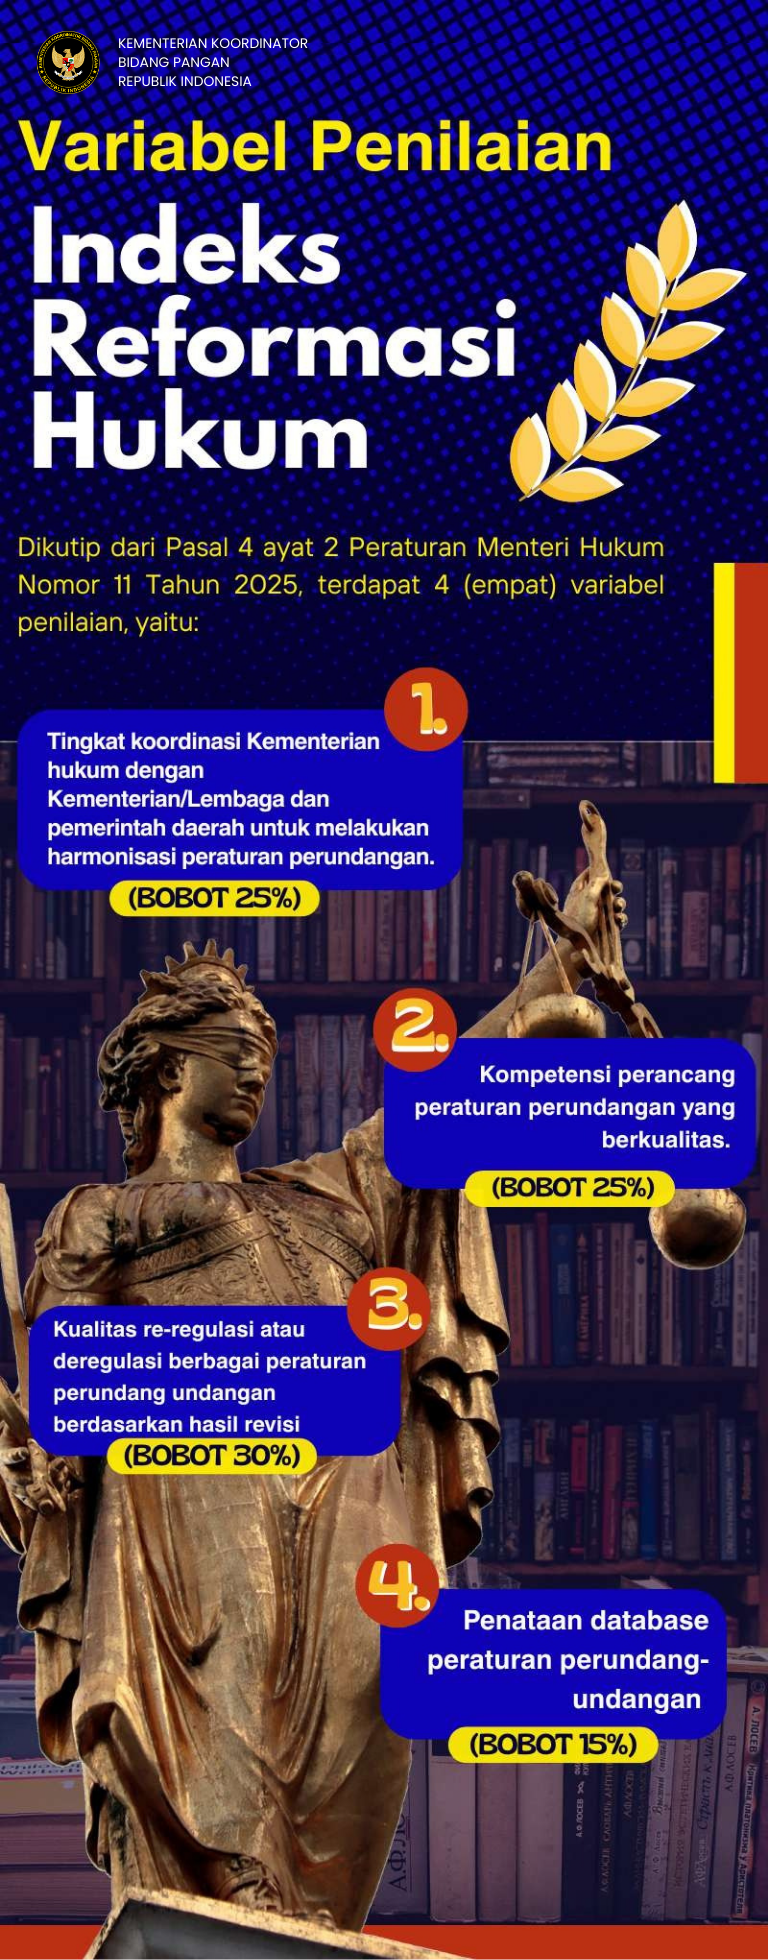 KEMENTERIAN KOORDINATOR
BIDANG PANGAN
REPUBLIK INDONESIA
Variabel Penilaian
Indeks
Reformasi
Hukum
Dikutip dari Pasal 4 ayat 2 Peraturan Menteri Hukum
Nomor 11 Tahun 2025, terdapat 4 (empat) variabel
penilaian, yaitu:
1.
Tingkat koordinasi Kementerian
hukum dengan
Kementerian/Lembaga dan
pemerintah daerah untuk melakukan
harmonisasi peraturan perundangan.
(BOBOT 25%)
2.
Kompetensi perancang
peraturan perundangan yang
berkualitas.
(BOBOT 25%)
3.
Kualitas re-regulasi atau
deregulasi berbagai peraturan
perundang undangan
berdasarkan hasil revisi
(BOBOT 30%)
4.
Penataan database
peraturan perundang-
undangan
(BOBOT 15%)